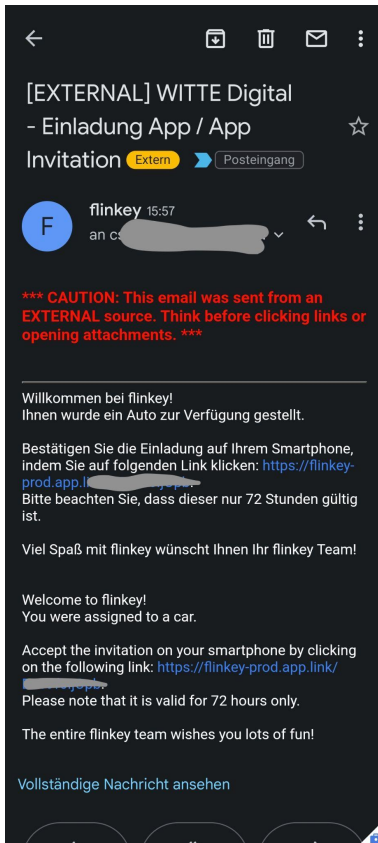 [EXTERNAL] WITTE Digital
- Einladung App / App
Invitation Extern Posteingang
F
flinkey 15:57
an
*** CAUTION: This email was sent from an
EXTERNAL source. Think before clicking links or
opening attachments. ***
Willkommen bei flinkey!
Ihnen wurde ein Auto zur Verfügung gestellt.
Bestätigen Sie die Einladung auf Ihrem Smartphone,
indem Sie auf folgenden Link klicken: https://flinkey-
prod.app.
Bitte beachten Sie, dass dieser nur 72 Stunden gültig
ist.
Viel Spaß mit flinkey wünscht Ihnen Ihr flinkey Team!
Welcome to flinkey!
You were assigned to a car.
Accept the invitation on your smartphone by clicking
on the following link: https://flinkey-prod.app.link/
Please note that it is valid for 72 hours only.
The entire flinkey team wishes you lots of fun!
Vollständige Nachricht ansehen